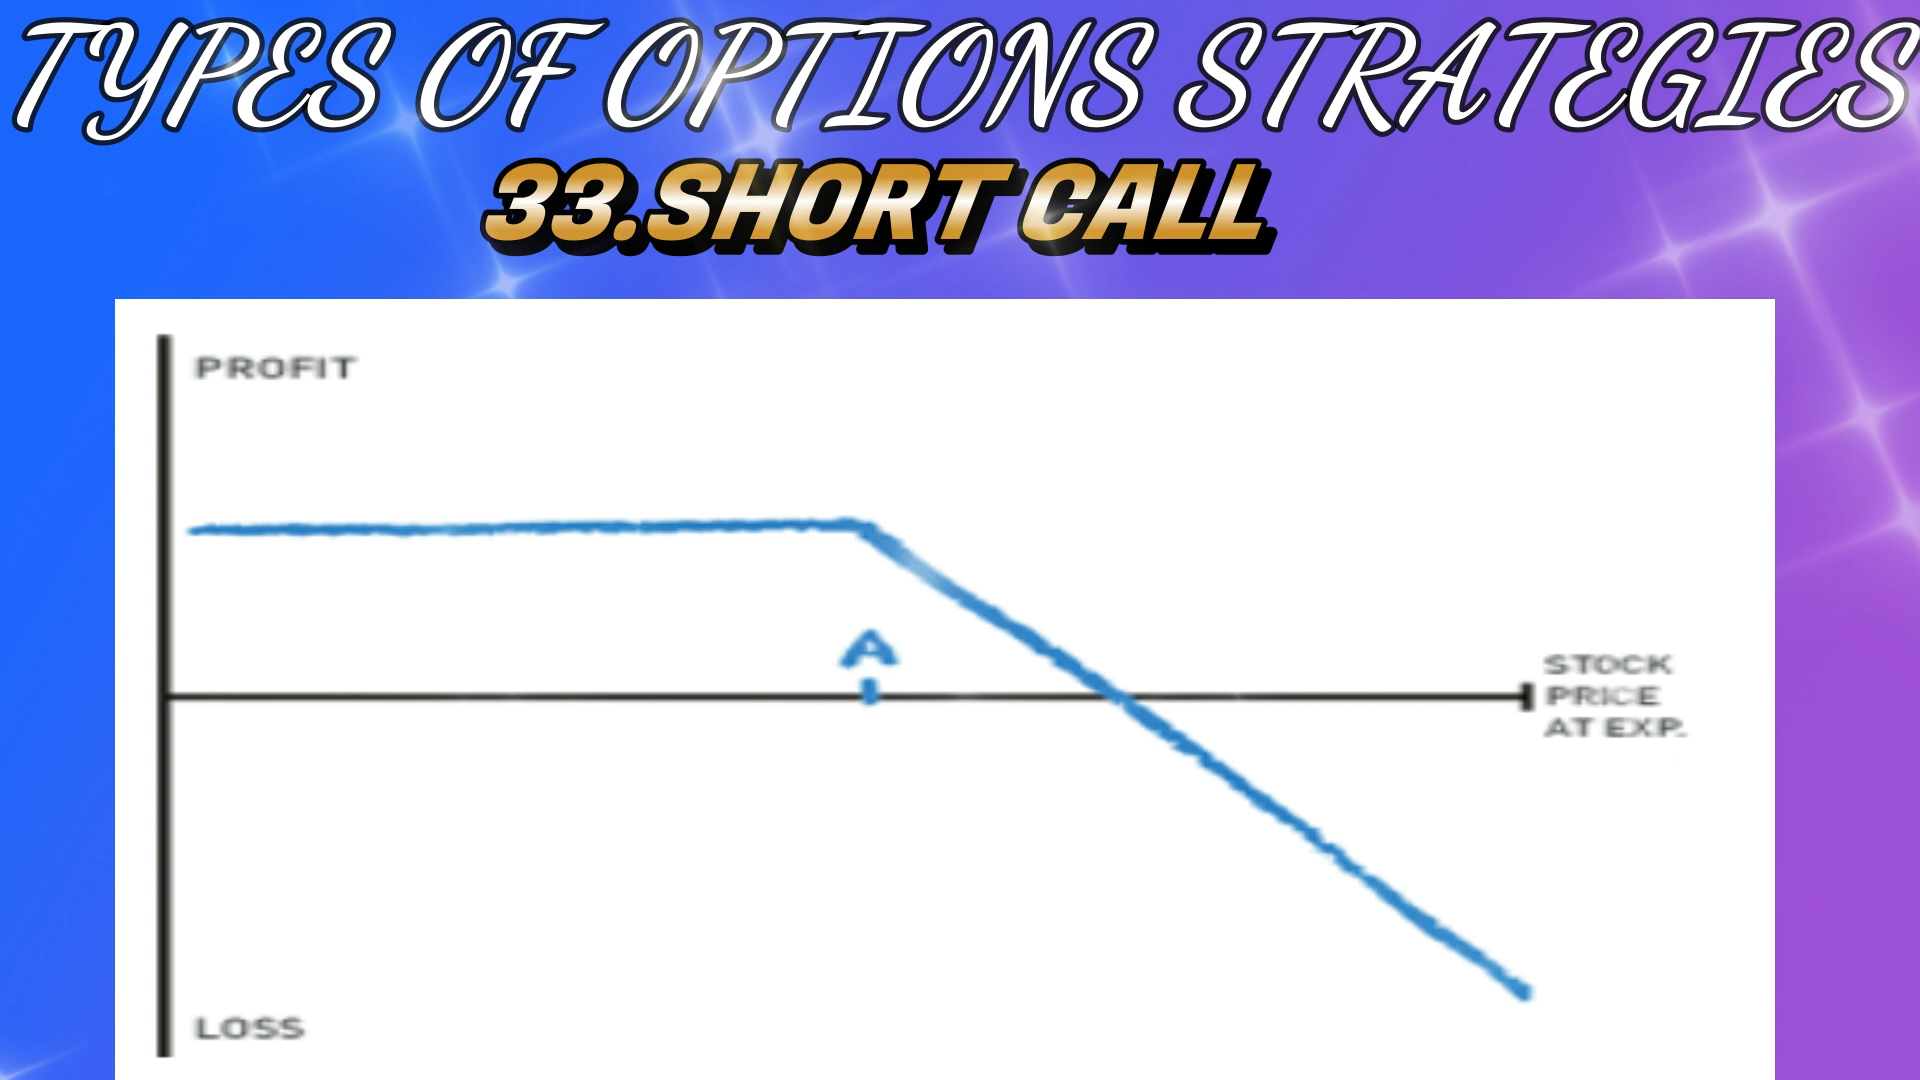 TYPES OF OPTIONS STRATEGIES
33.SHORT CALL
PROFIT
A
STOCK
PRICE
AT EXP.
LOSS